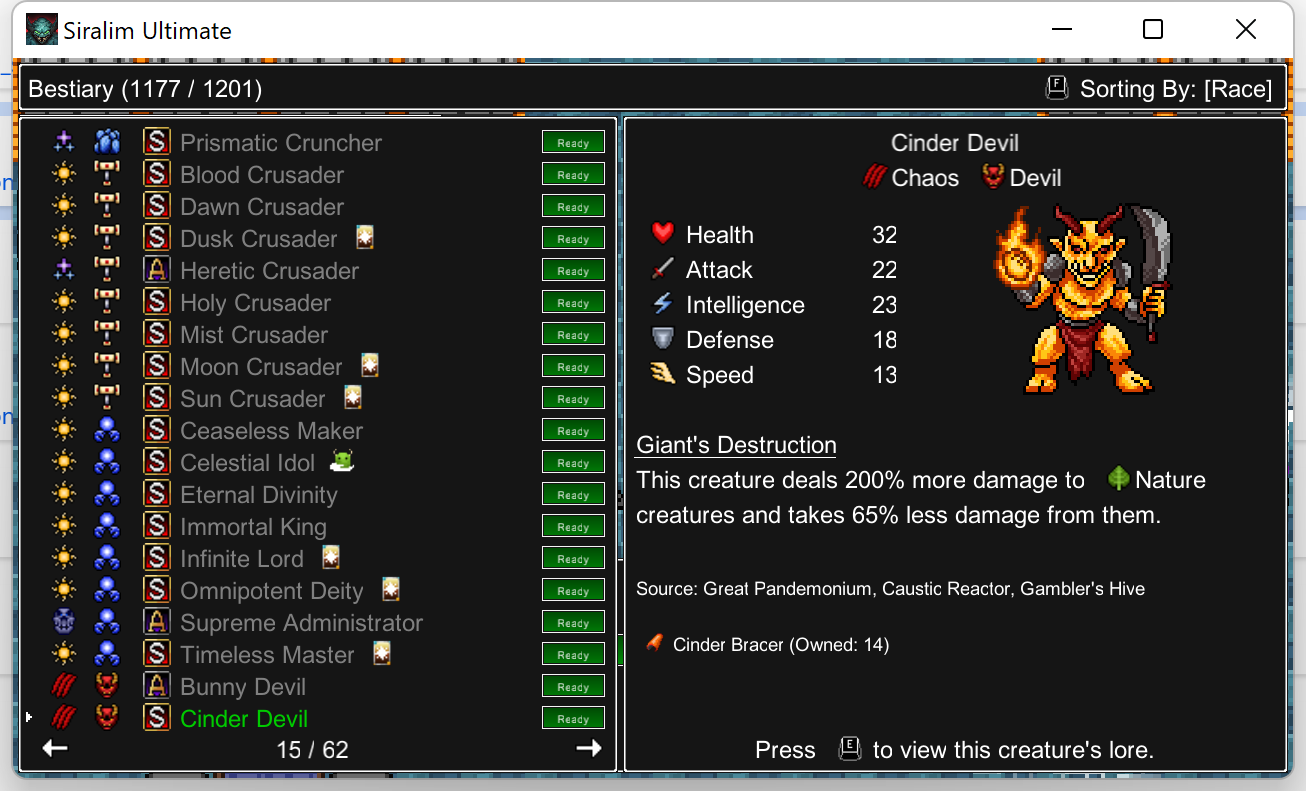 Siralim Ultimate
Bestiary (1177 / 1201)
F Sorting By: [Race]
S Prismatic Cruncher Ready
S Blood Crusader Ready
S Dawn Crusader Ready
S Dusk Crusader Ready
A Heretic Crusader Ready
S Holy Crusader Ready
S Mist Crusader Ready
S Moon Crusader Ready
S Sun Crusader Ready
S Ceaseless Maker Ready
S Celestial Idol Ready
S Eternal Divinity Ready
S Immortal King Ready
S Infinite Lord Ready
S Omnipotent Deity Ready
A Supreme Administrator Ready
S Timeless Master Ready
A Bunny Devil Ready
S Cinder Devil Ready
15 / 62
Cinder Devil
Chaos Devil
Health 32
Attack 22
Intelligence 23
Defense 18
Speed 13
Giant's Destruction
This creature deals 200% more damage to Nature
creatures and takes 65% less damage from them.
Source: Great Pandemonium, Caustic Reactor, Gambler's Hive
Cinder Bracer (Owned: 14)
Press E to view this creature's lore.